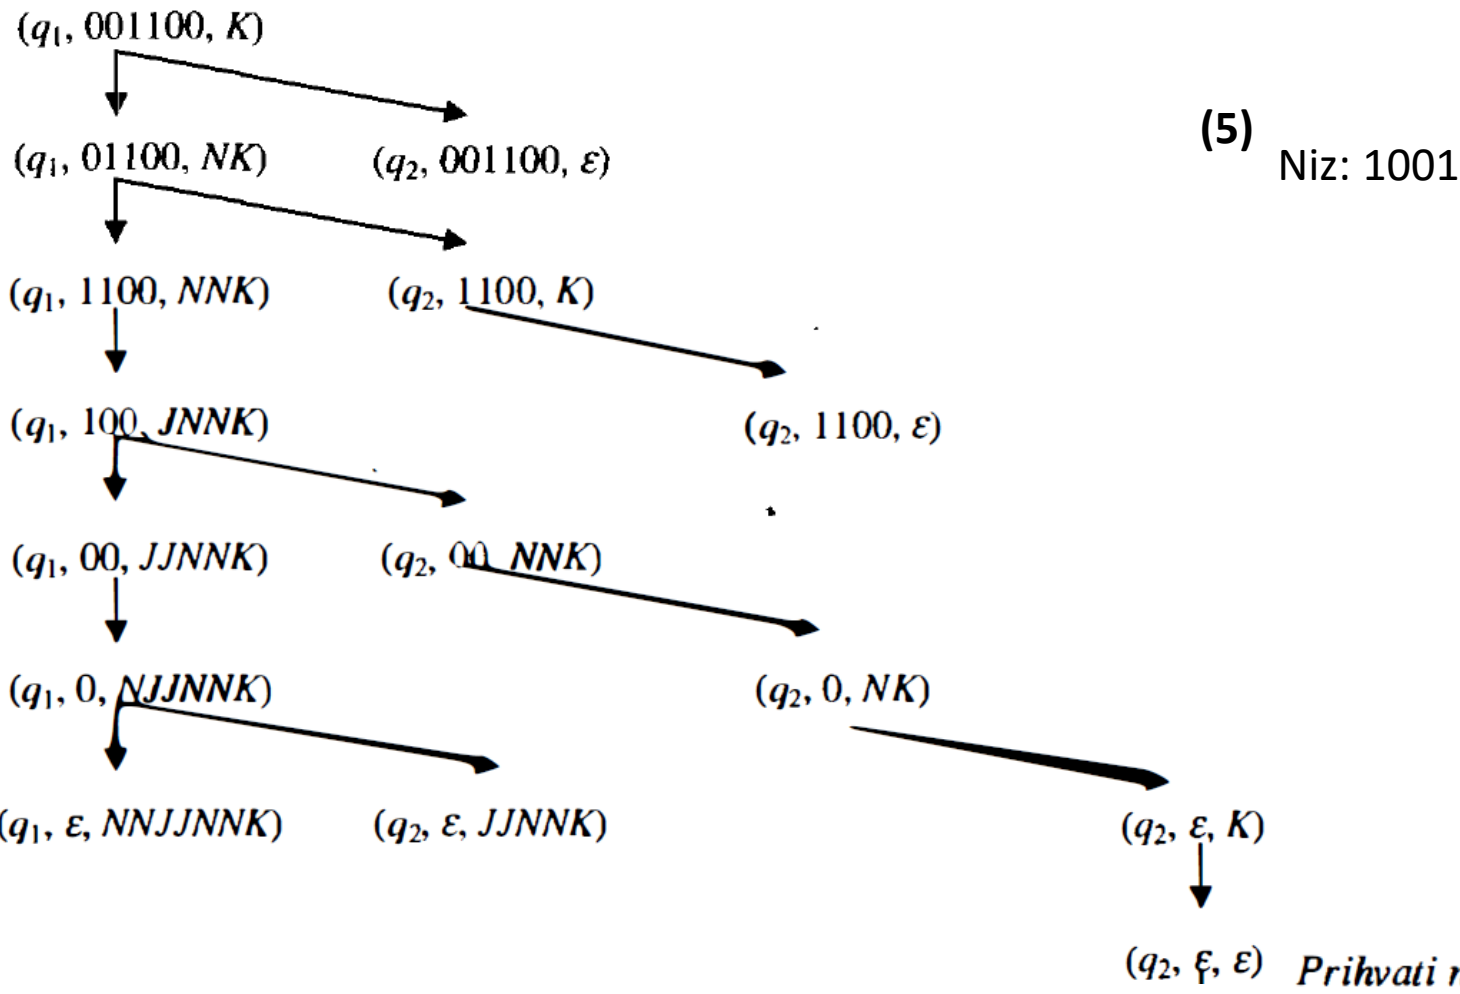 (q₁, 001100, K)
(5)
(q₁, 01100, NK) (q₂, 001100, ε)
Niz: 1001
(q₁, 1100, NNK) (q₂, 1100, K)
(q₁, 100, JNNK) (q₂, 1100, ε)
(q₁, 00, JJNNK) (q₂, 00 NNK)
(q₁, 0, NJJNNK) (q₂, 0, NK)
(q₁, ε, NNJJNNK) (q₂, ε, JJNNK) (q₂, ε, K)
(q₂, ε, ε) Prihvati